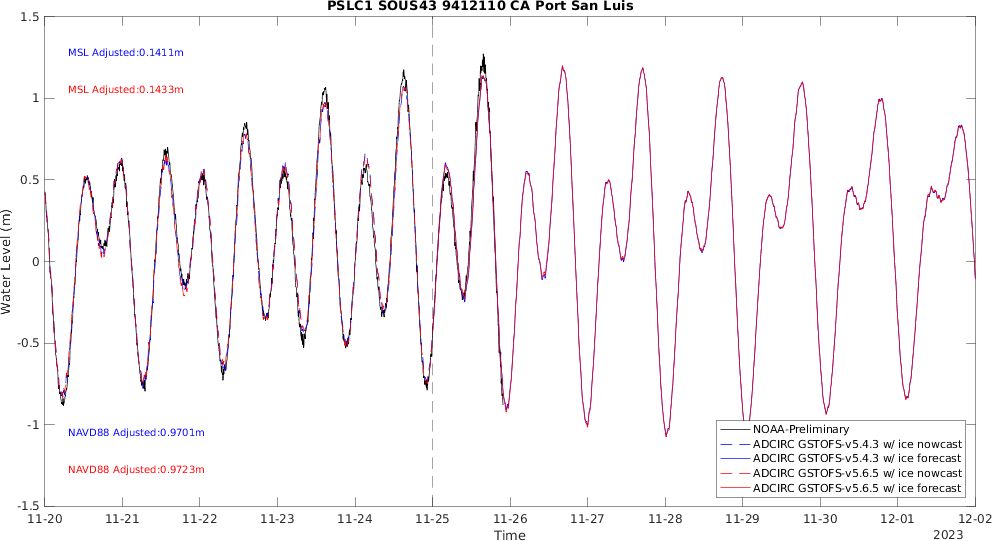 PSLC1 SOUS43 9412110 CA Port San Luis
1.5
1
0.5
0
-0.5
-1
-1.5
Water Level (m)
MSL Adjusted:0.1411m
MSL Adjusted:0.1433m
NAVD88 Adjusted:0.9701m
NAVD88 Adjusted:0.9723m
NOAA-Preliminary
ADCIRC GSTOFS-v5.4.3 w/ ice nowcast
ADCIRC GSTOFS-v5.4.3 w/ ice forecast
ADCIRC GSTOFS-v5.6.5 w/ ice nowcast
ADCIRC GSTOFS-v5.6.5 w/ ice forecast
11-20 11-21 11-22 11-23 11-24 11-25 11-26 11-27 11-28 11-29 11-30 12-01 12-02
Time
2023